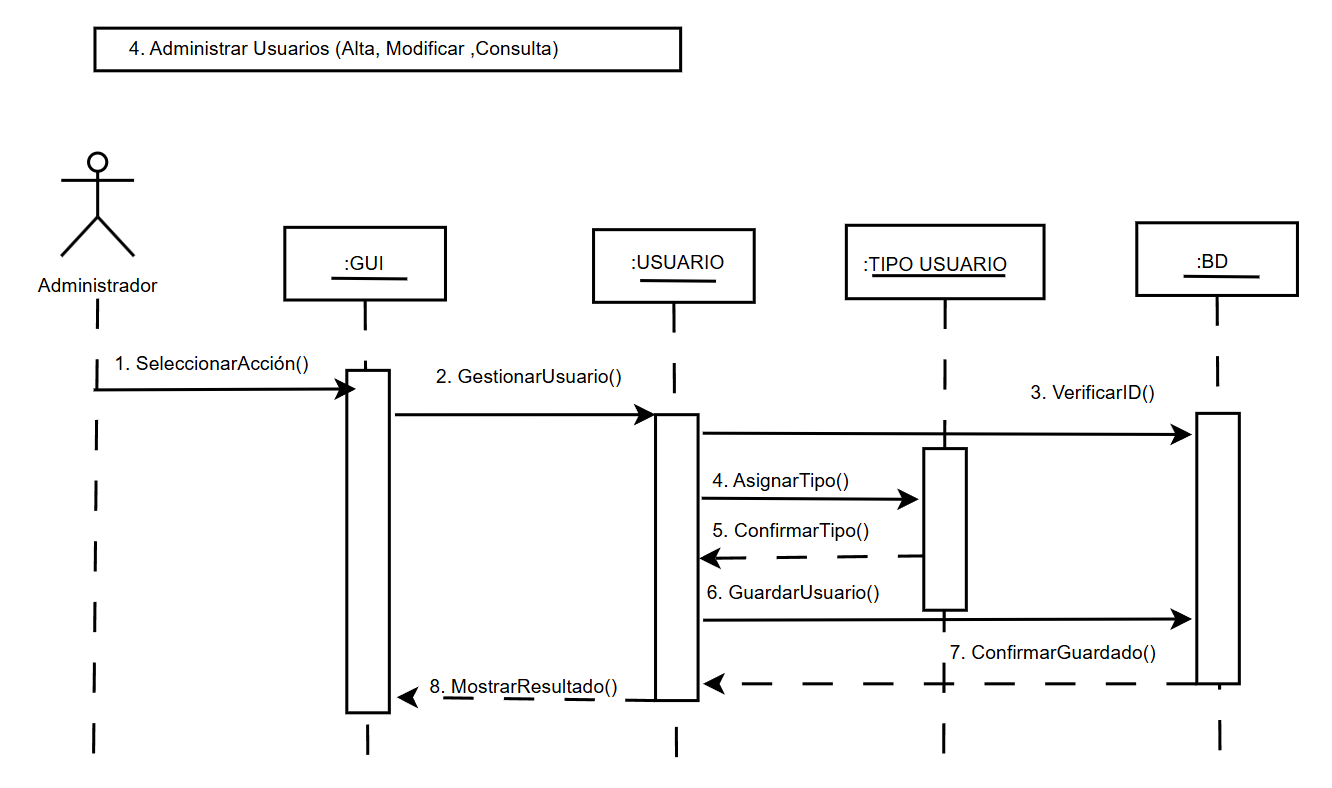 4. Administrar Usuarios (Alta, Modificar ,Consulta)
Administrador
:GUI
:USUARIO
:TIPO USUARIO
:BD
1. SeleccionarAcción()
2. GestionarUsuario()
3. VerificarID()
4. AsignarTipo()
5. ConfirmarTipo()
6. GuardarUsuario()
7. ConfirmarGuardado()
8. MostrarResultado()